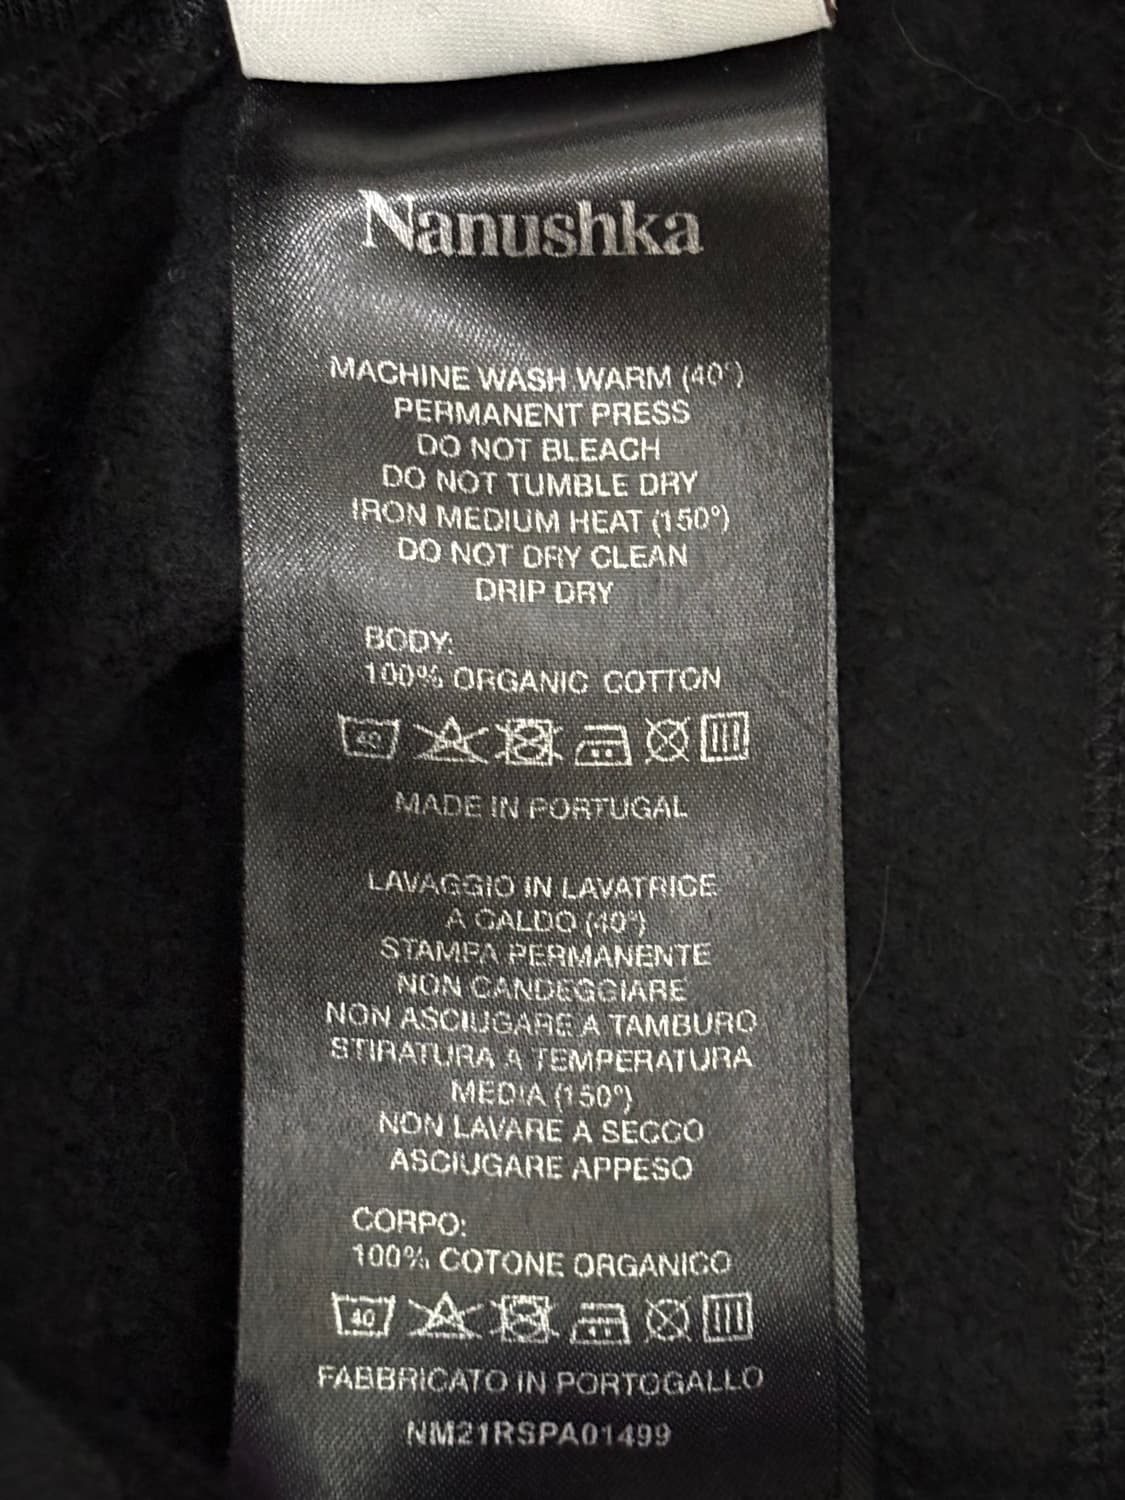 Nanushka
MACHINE WASH WARM (40°)
PERMANENT PRESS
DO NOT BLEACH
DO NOT TUMBLE DRY
IRON MEDIUM HEAT (150°)
DO NOT DRY CLEAN
DRIP DRY
BODY:
100% ORGANIC COTTON
40
MADE IN PORTUGAL
LAVAGGIO IN LAVATRICE
A CALDO (40°)
STAMPA PERMANENTE
NON CANDEGGIARE
NON ASCIUGARE A TAMBURO
STIRATURA A TEMPERATURA
MEDIA (150°)
NON LAVARE A SECCO
ASCIUGARE APPESO
CORPO:
100% COTONE ORGANICO
40
FABBRICATO IN PORTOGALLO
NM21RSPA01499